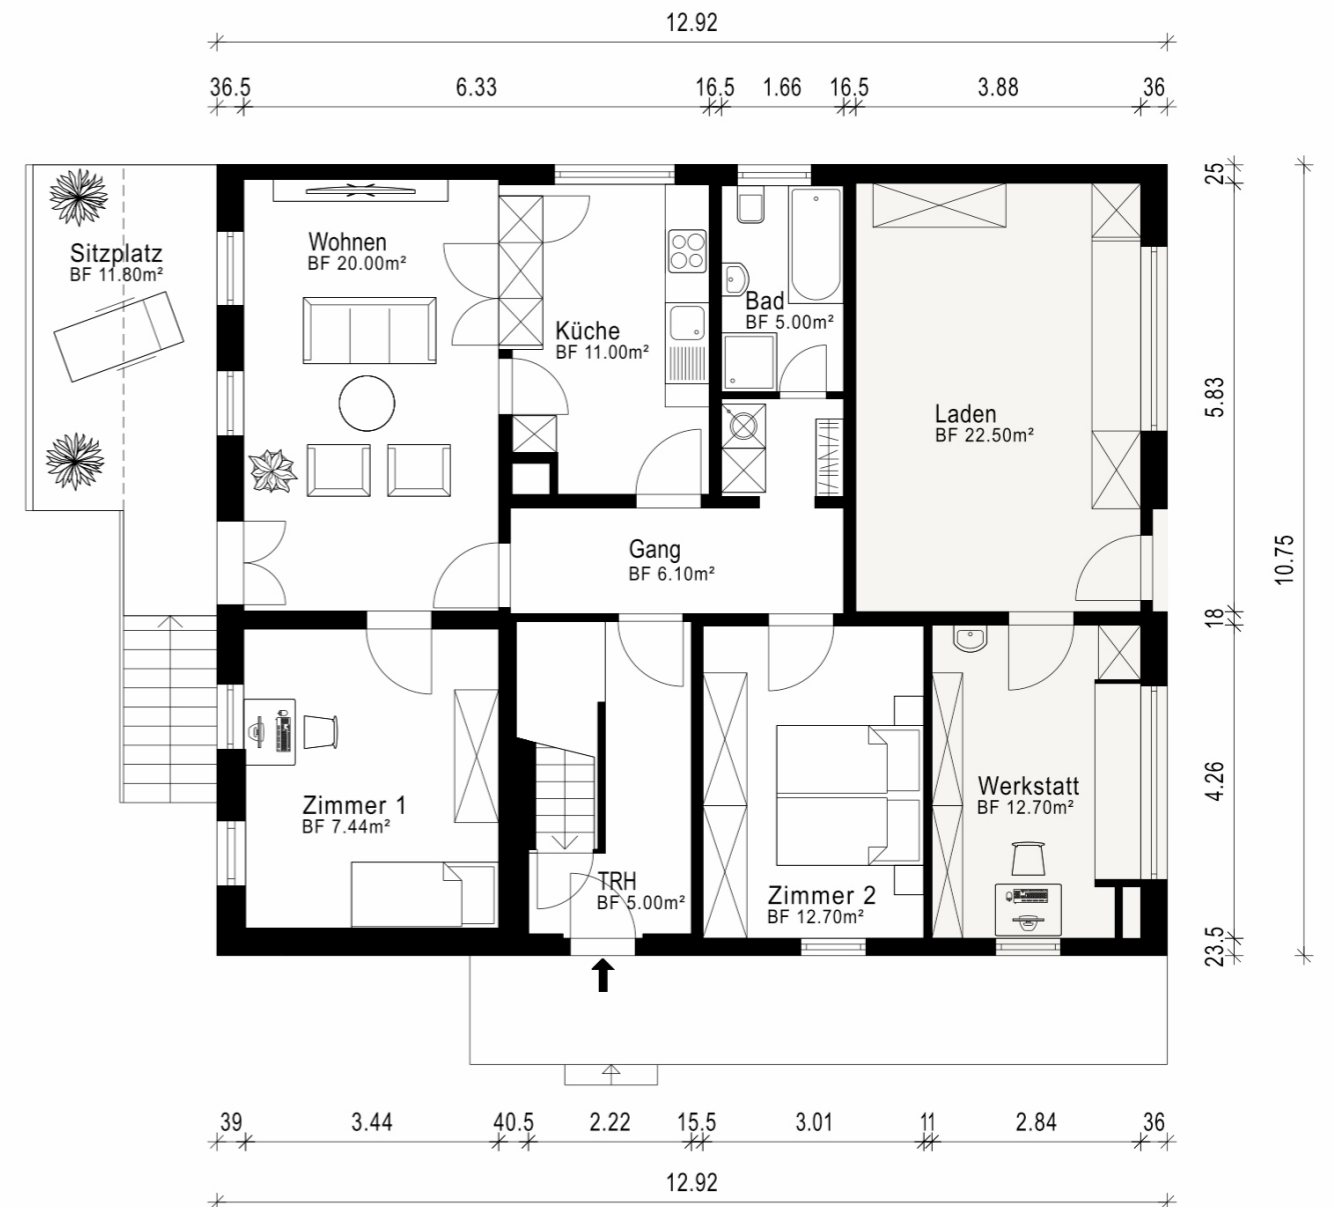 12.92
36.5 6.33 16.5 1.66 16.5 3.88 36
25
Sitzplatz
BF 11.80m²
Wohnen
BF 20.00m²
Küche
BF 11.00m²
Bad
BF 5.00m²
Laden
BF 22.50m²
5.83
Gang
BF 6.10m²
10.75
18
Zimmer 1
BF 7.44m²
TRH
BF 5.00m²
Zimmer 2
BF 12.70m²
Werkstatt
BF 12.70m²
4.26
23.5
39 3.44 40.5 2.22 15.5 3.01 11 2.84 36
12.92